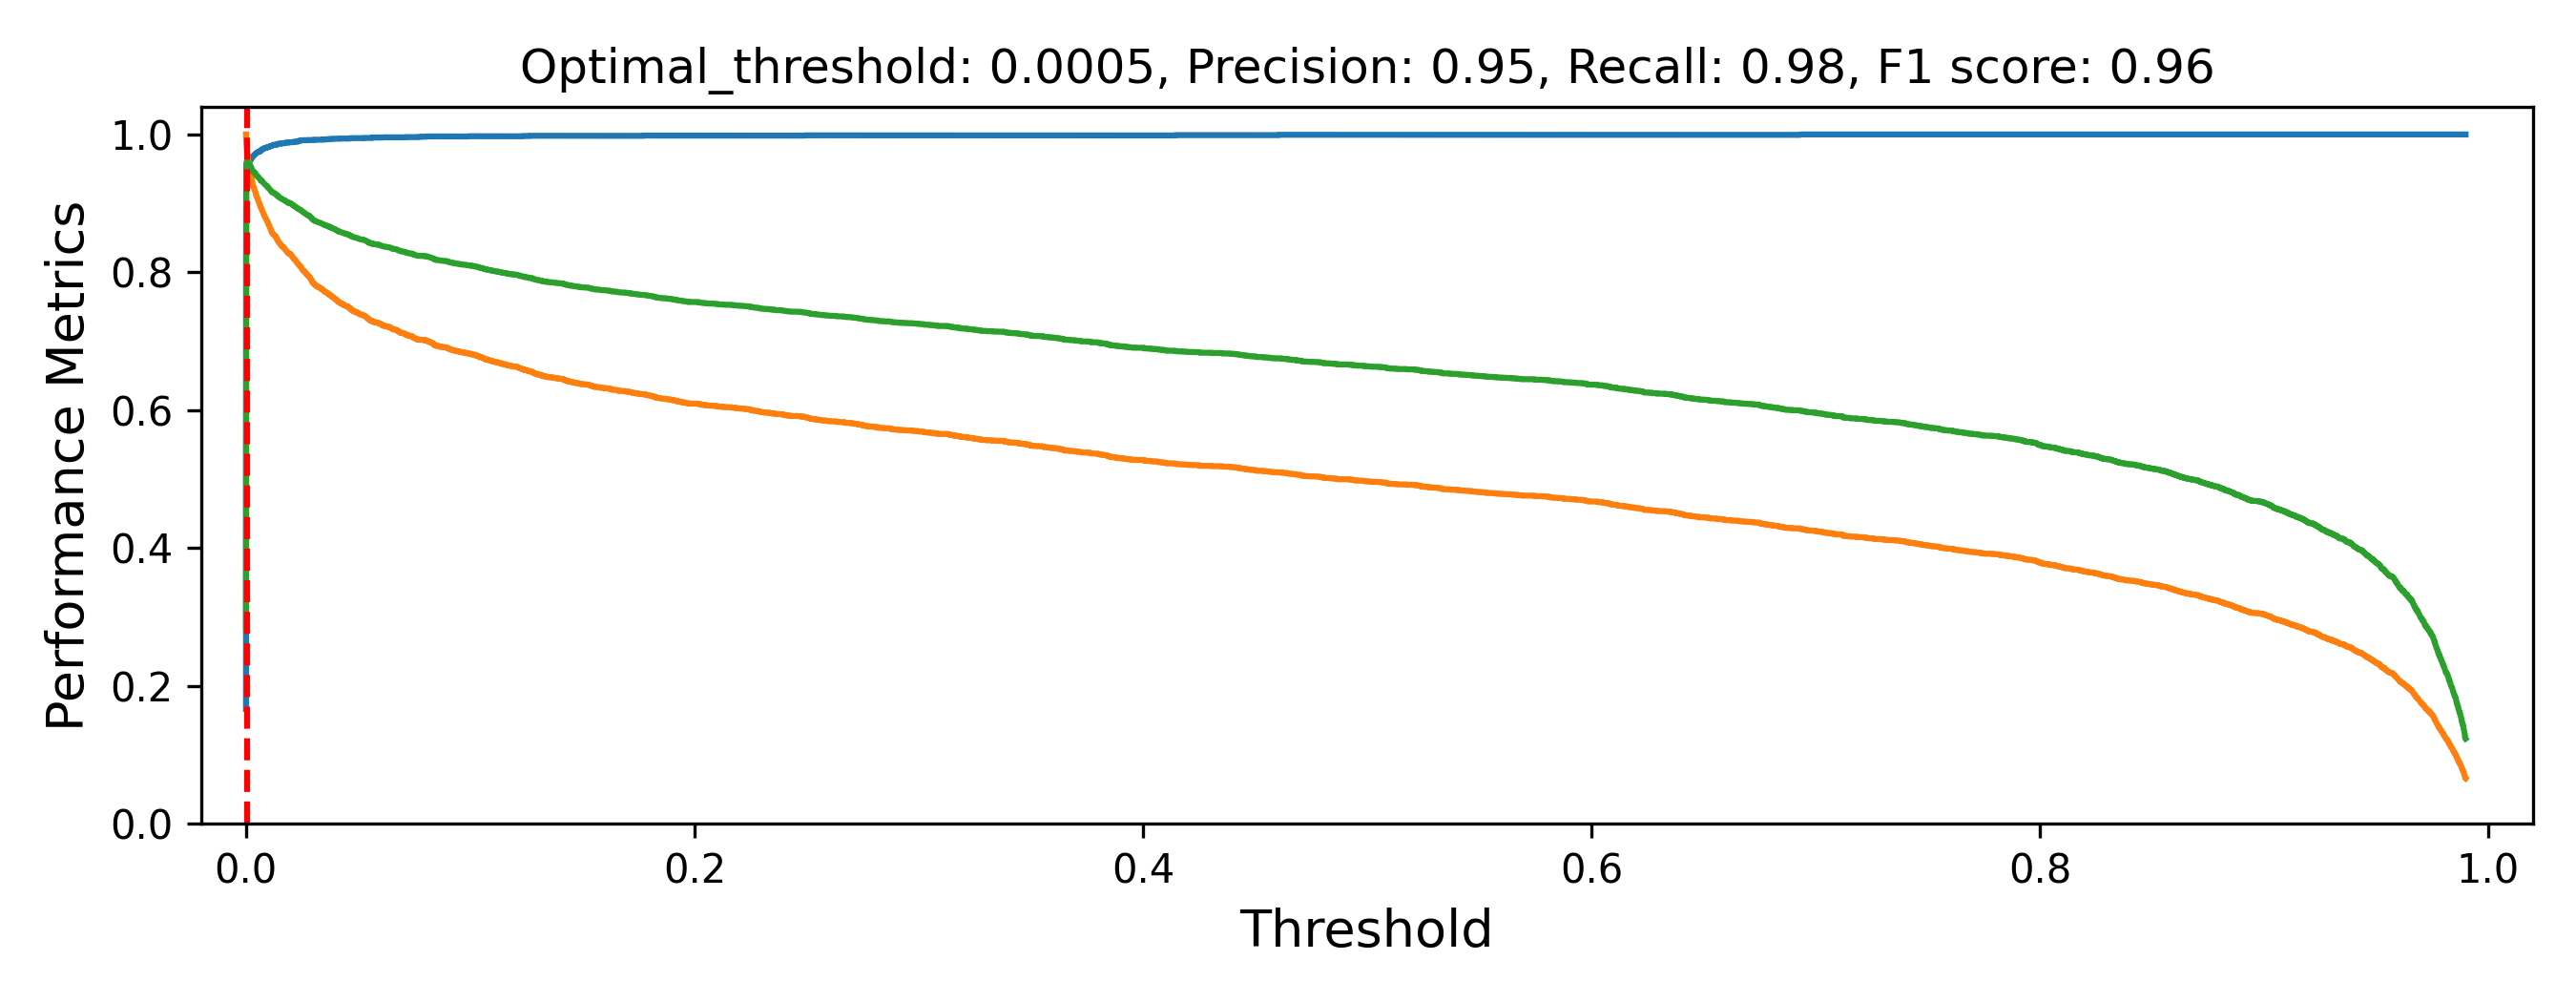 Optimal_threshold: 0.0005, Precision: 0.95, Recall: 0.98, F1 score: 0.96
Performance Metrics
1.0
0.8
0.6
0.4
0.2
0.0
0.0 0.2 0.4 0.6 0.8 1.0
Threshold